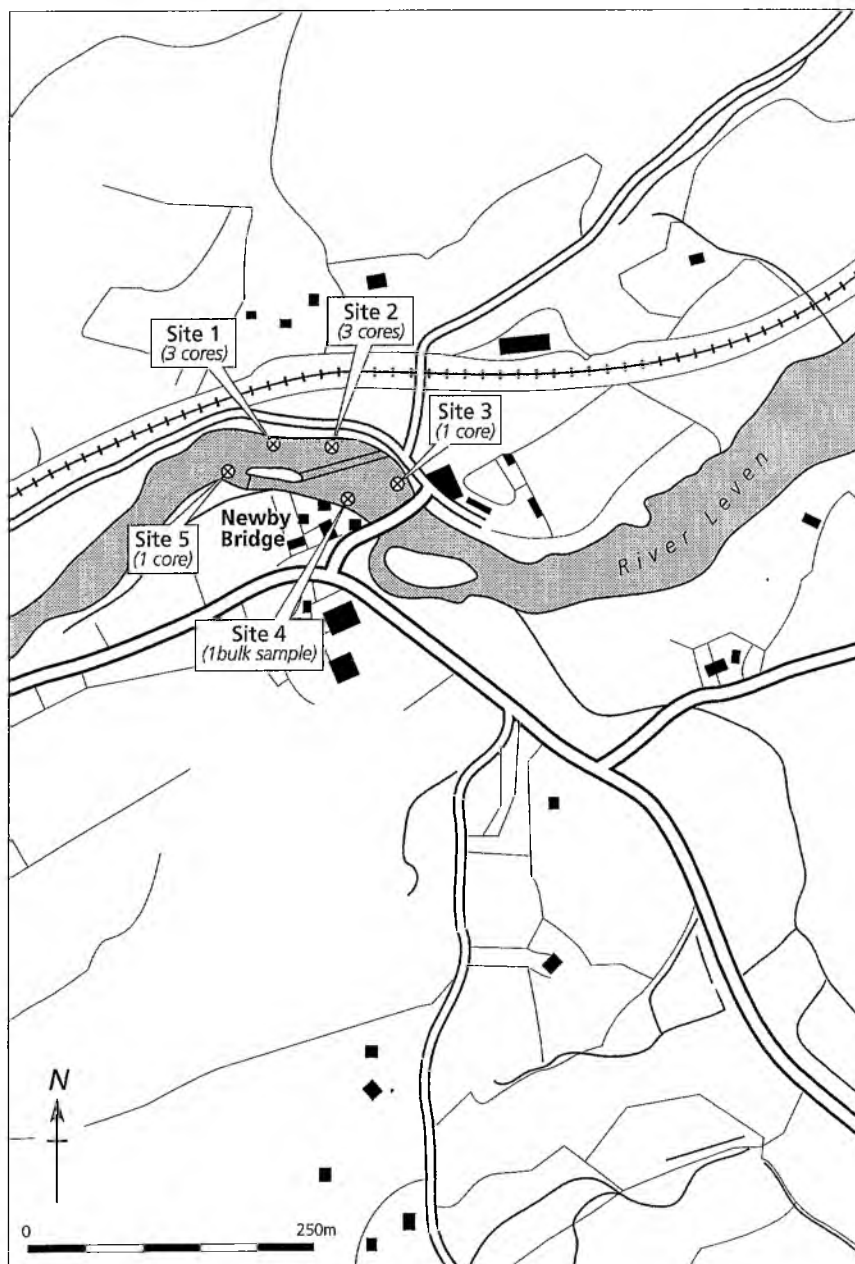 Site 1
(3 cores)
Site 2
(3 cores)
Site 3
(1 core)
Newby
Bridge
Site 5
(1 core)
Site 4
(1bulk sample)
River Leven
N
0
250m